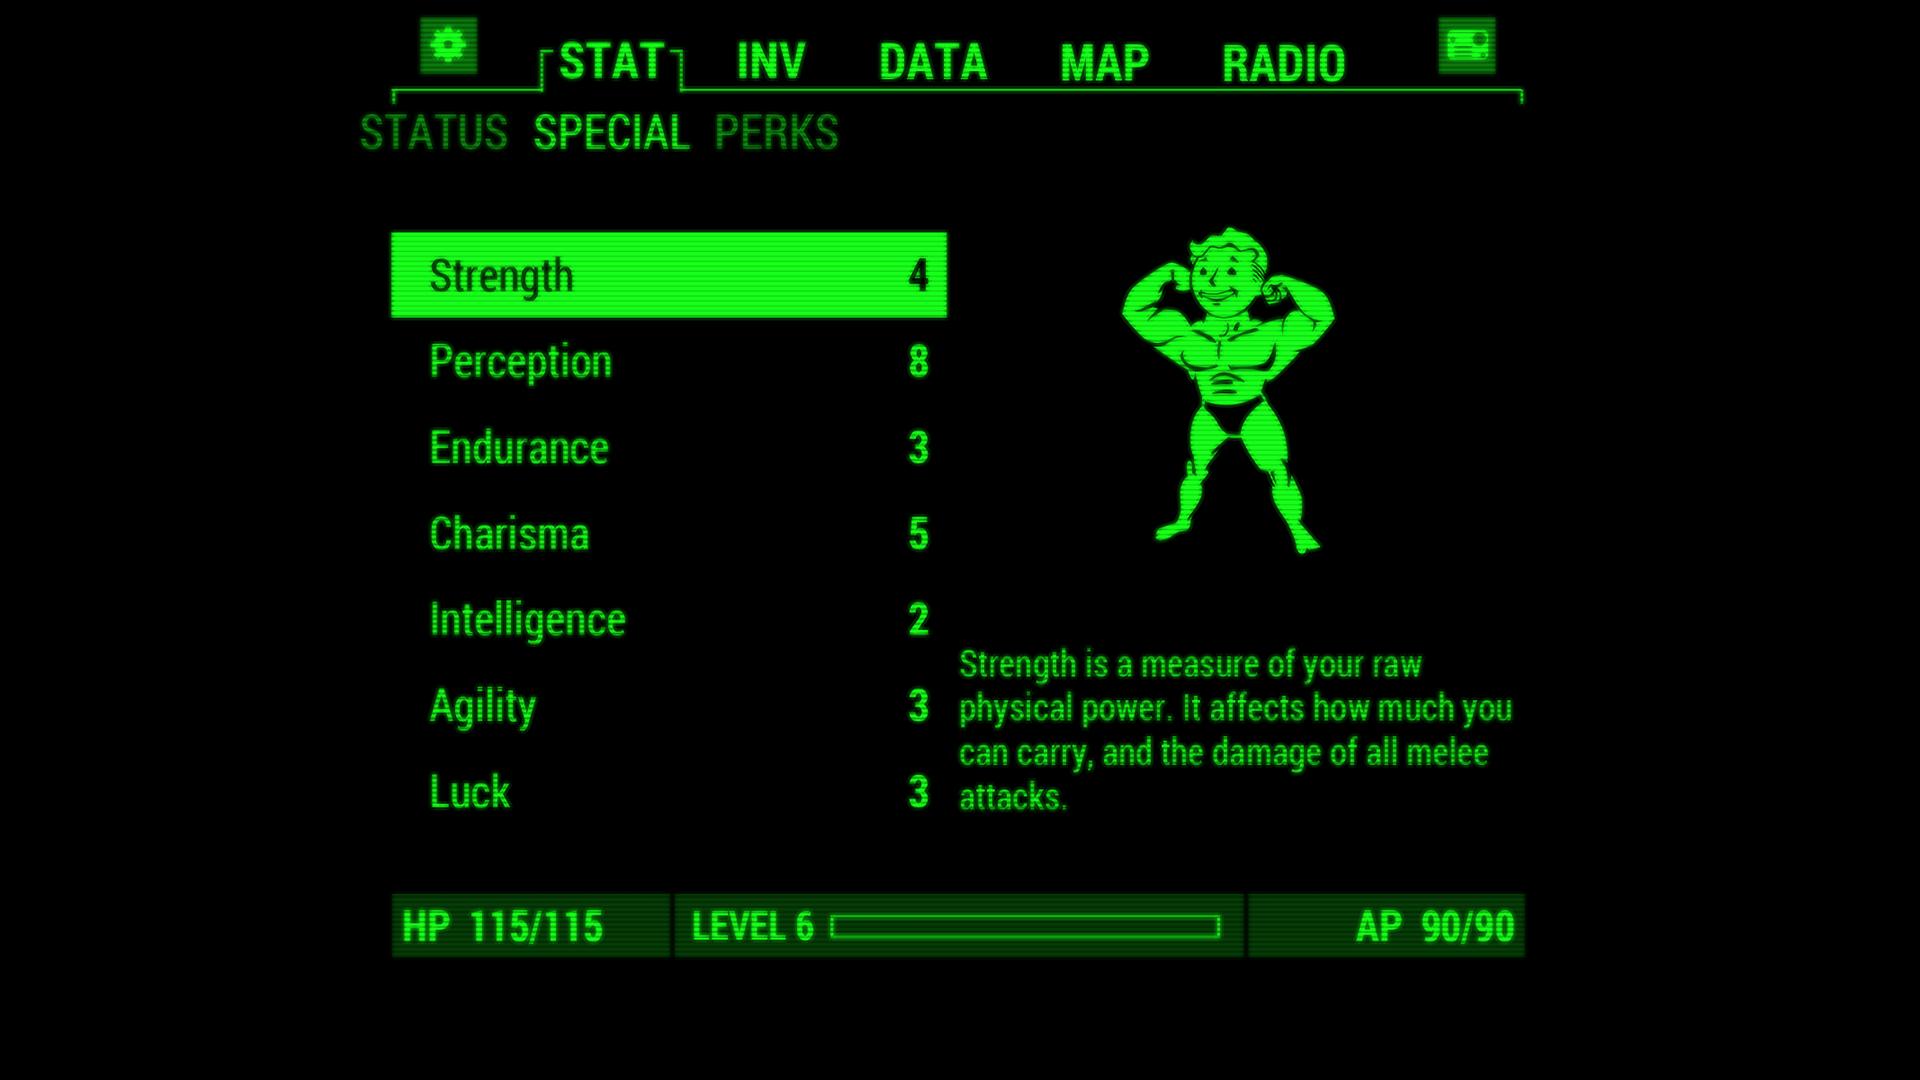 STAT INV DATA MAP RADIO
STATUS SPECIAL PERKS
Strength 4
Perception 8
Endurance 3
Charisma 5
Intelligence 2
Agility 3
Luck 3
Strength is a measure of your raw
physical power. It affects how much you
can carry, and the damage of all melee
attacks.
HP 115/115 LEVEL 6 AP 90/90